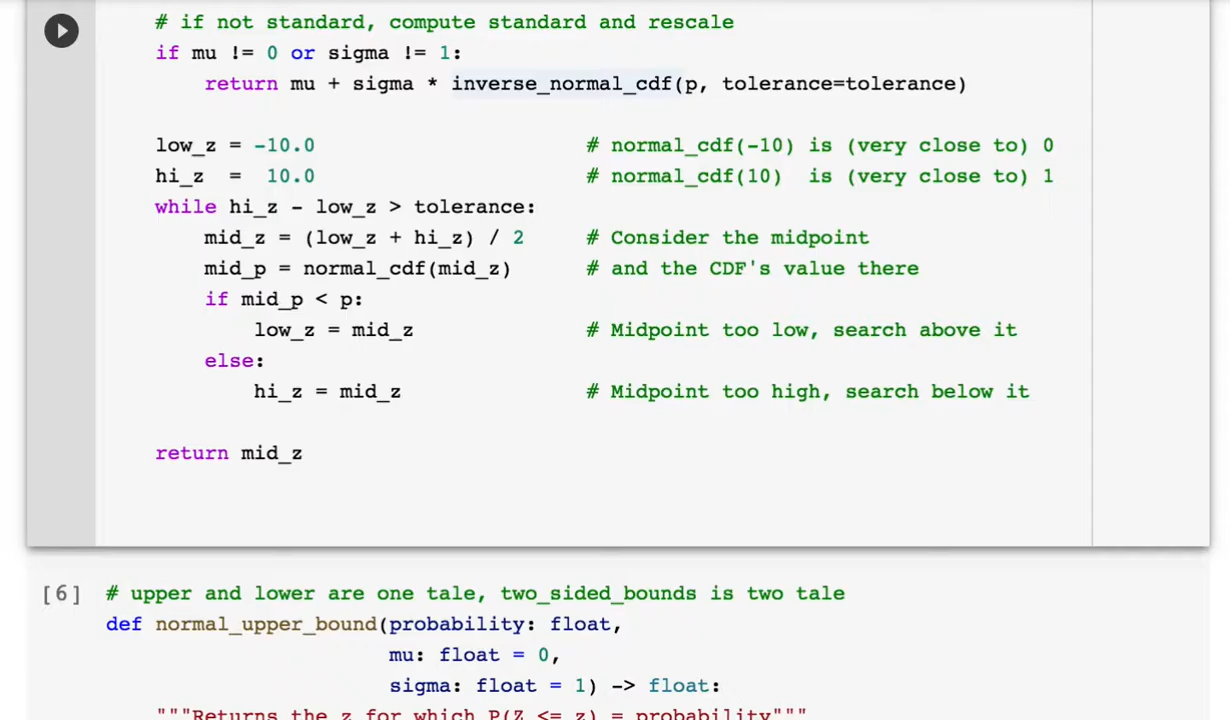 # if not standard, compute standard and rescale
if mu != 0 or sigma != 1:
return mu + sigma * inverse_normal_cdf(p, tolerance=tolerance)
low_z = -10.0 # normal_cdf(-10) is (very close to) 0
hi_z = 10.0 # normal_cdf(10) is (very close to) 1
while hi_z - low_z > tolerance:
mid_z = (low_z + hi_z) / 2 # Consider the midpoint
mid_p = normal_cdf(mid_z) # and the CDF's value there
if mid_p < p:
low_z = mid_z # Midpoint too low, search above it
else:
hi_z = mid_z # Midpoint too high, search below it
return mid_z
[6] # upper and lower are one tale, two_sided_bounds is two tale
def normal_upper_bound(probability: float,
mu: float = 0,
sigma: float = 1) -> float:
"""Returns the z for which P(Z <= z) = probability"""